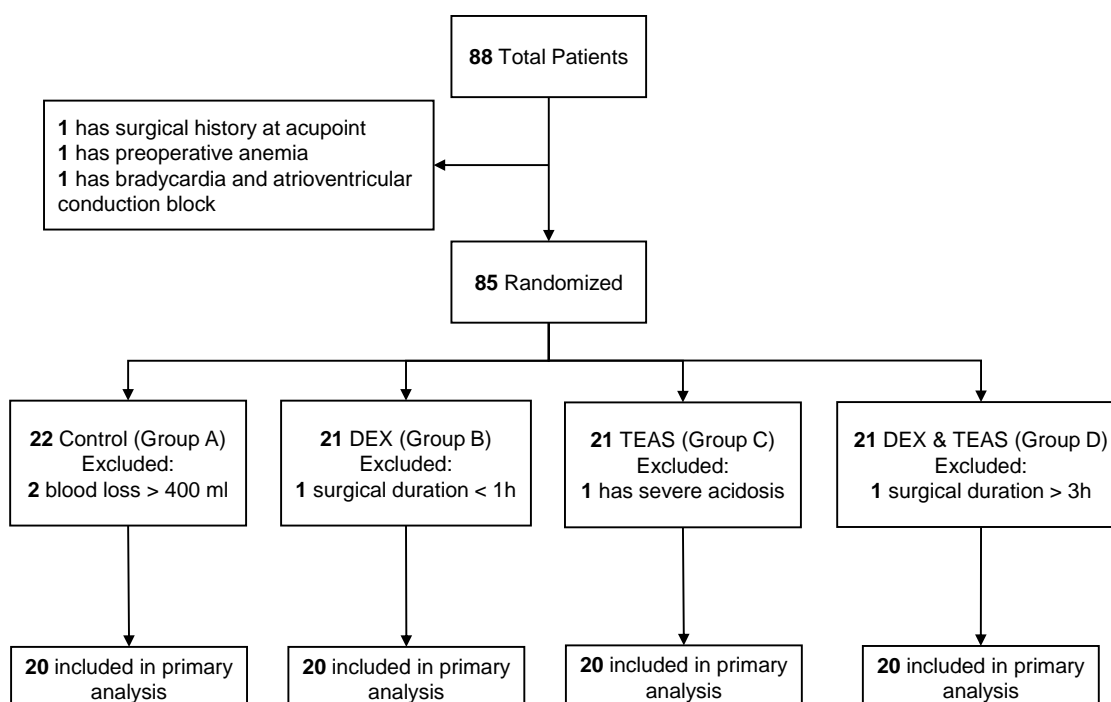 88 Total Patients
1 has surgical history at acupoint
1 has preoperative anemia
1 has bradycardia and atrioventricular
conduction block
85 Randomized
22 Control (Group A)
Excluded:
2 blood loss > 400 ml
21 DEX (Group B)
Excluded:
1 surgical duration < 1h
21 TEAS (Group C)
Excluded:
1 has severe acidosis
21 DEX & TEAS (Group D)
Excluded:
1 surgical duration > 3h
20 included in primary
analysis
20 included in primary
analysis
20 included in primary
analysis
20 included in primary
analysis